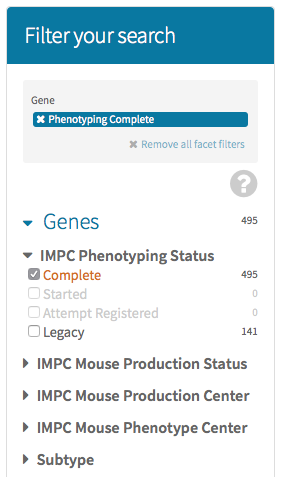 Filter your search
Gene
✖ Phenotyping Complete
✖ Remove all facet filters
?
Genes 495
IMPC Phenotyping Status
Complete 495
Started 0
Attempt Registered 0
Legacy 141
IMPC Mouse Production Status
IMPC Mouse Production Center
IMPC Mouse Phenotype Center
Subtype